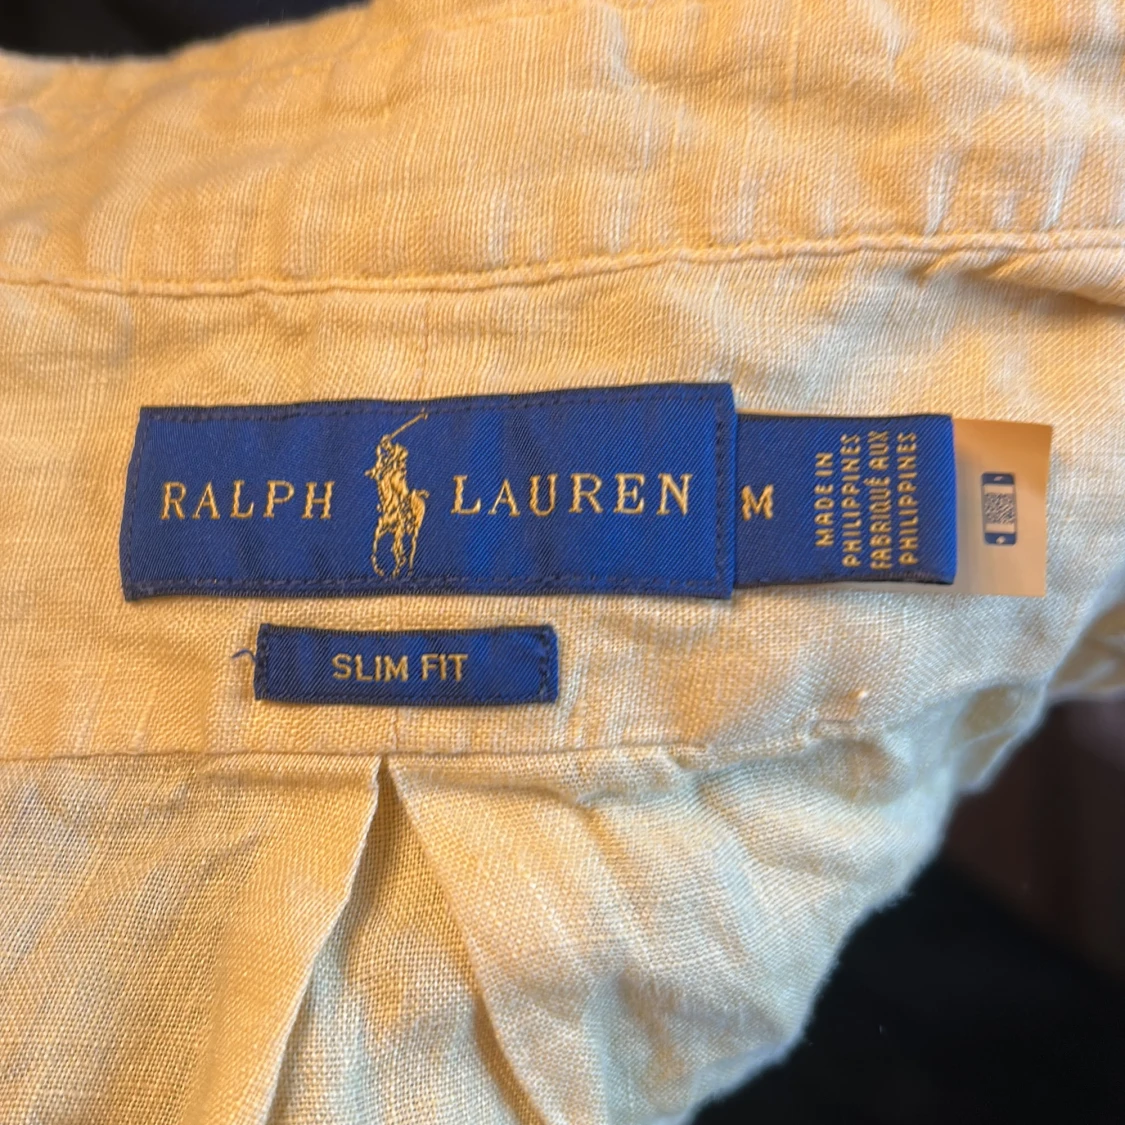 RALPH LAUREN
M
MADE IN
PHILIPPINES
FABRIQUÉ AUX
PHILIPPINES
SLIM FIT